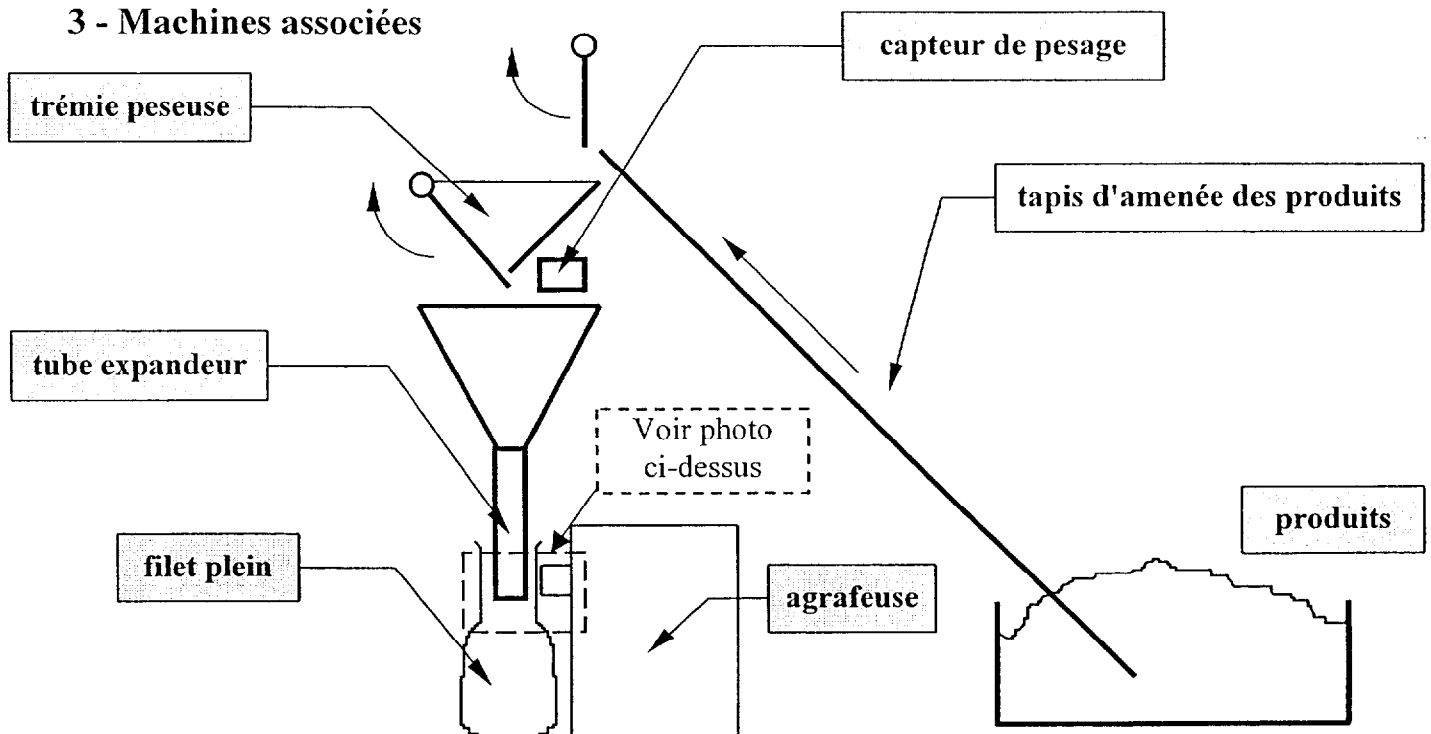 3 - Machines associées
capteur de pesage
trémie peseuse
tapis d'amenée des produits
tube expandeur
Voir photo
ci-dessus
produits
filet plein
agrafeuse